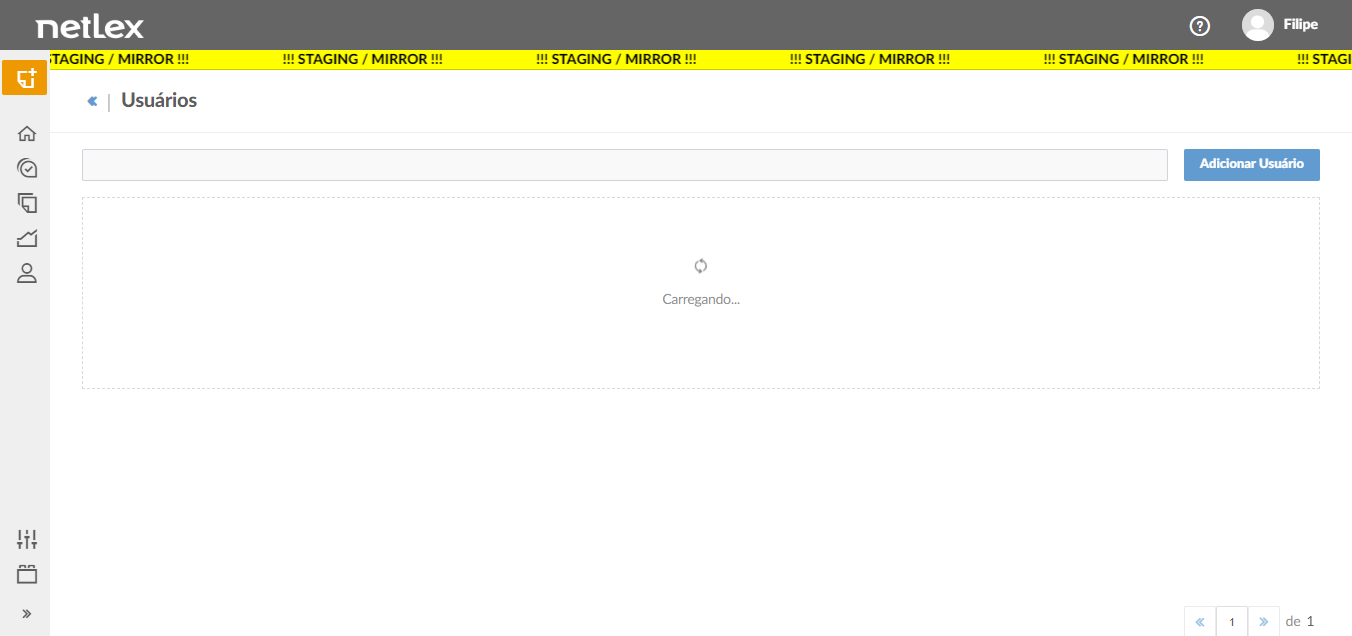 netlex
Filipe
STAGING / MIRROR !!! !!! STAGING / MIRROR !!! !!! STAGING / MIRROR !!! !!! STAGING / MIRROR !!! !!! STAGING / MIRROR !!! !!! STAGI
« | Usuários
Adicionar Usuário
Carregando...
»
« 1 » de 1